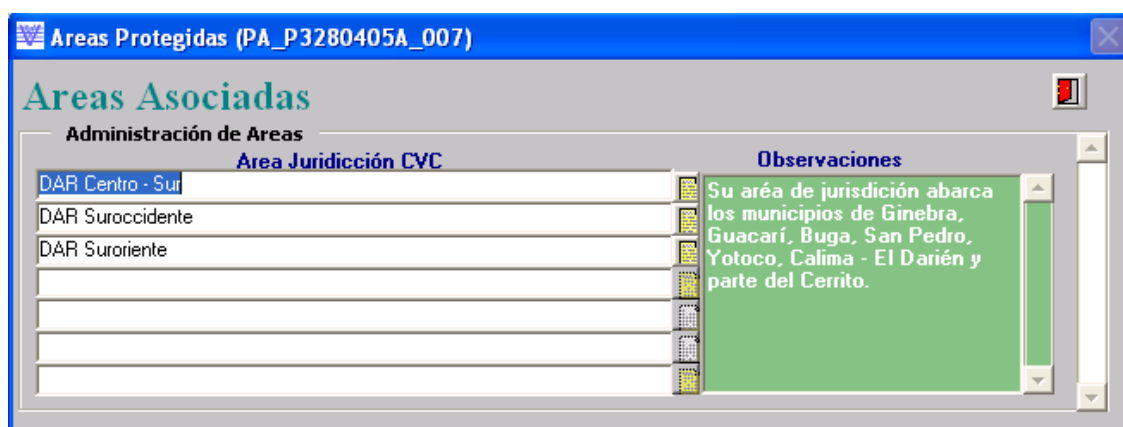 Areas Protegidas (PA_P3280405A_007)
Areas Asociadas
Administración de Areas
Area Juridicción CVC
Observaciones
DAR Centro - Sur
DAR Suroccidente
DAR Suroriente
Su aréa de jurisdición abarca
los municipios de Ginebra,
Guacarí, Buga, San Pedro,
Yotoco, Calima - El Darién y
parte del Cerrito.